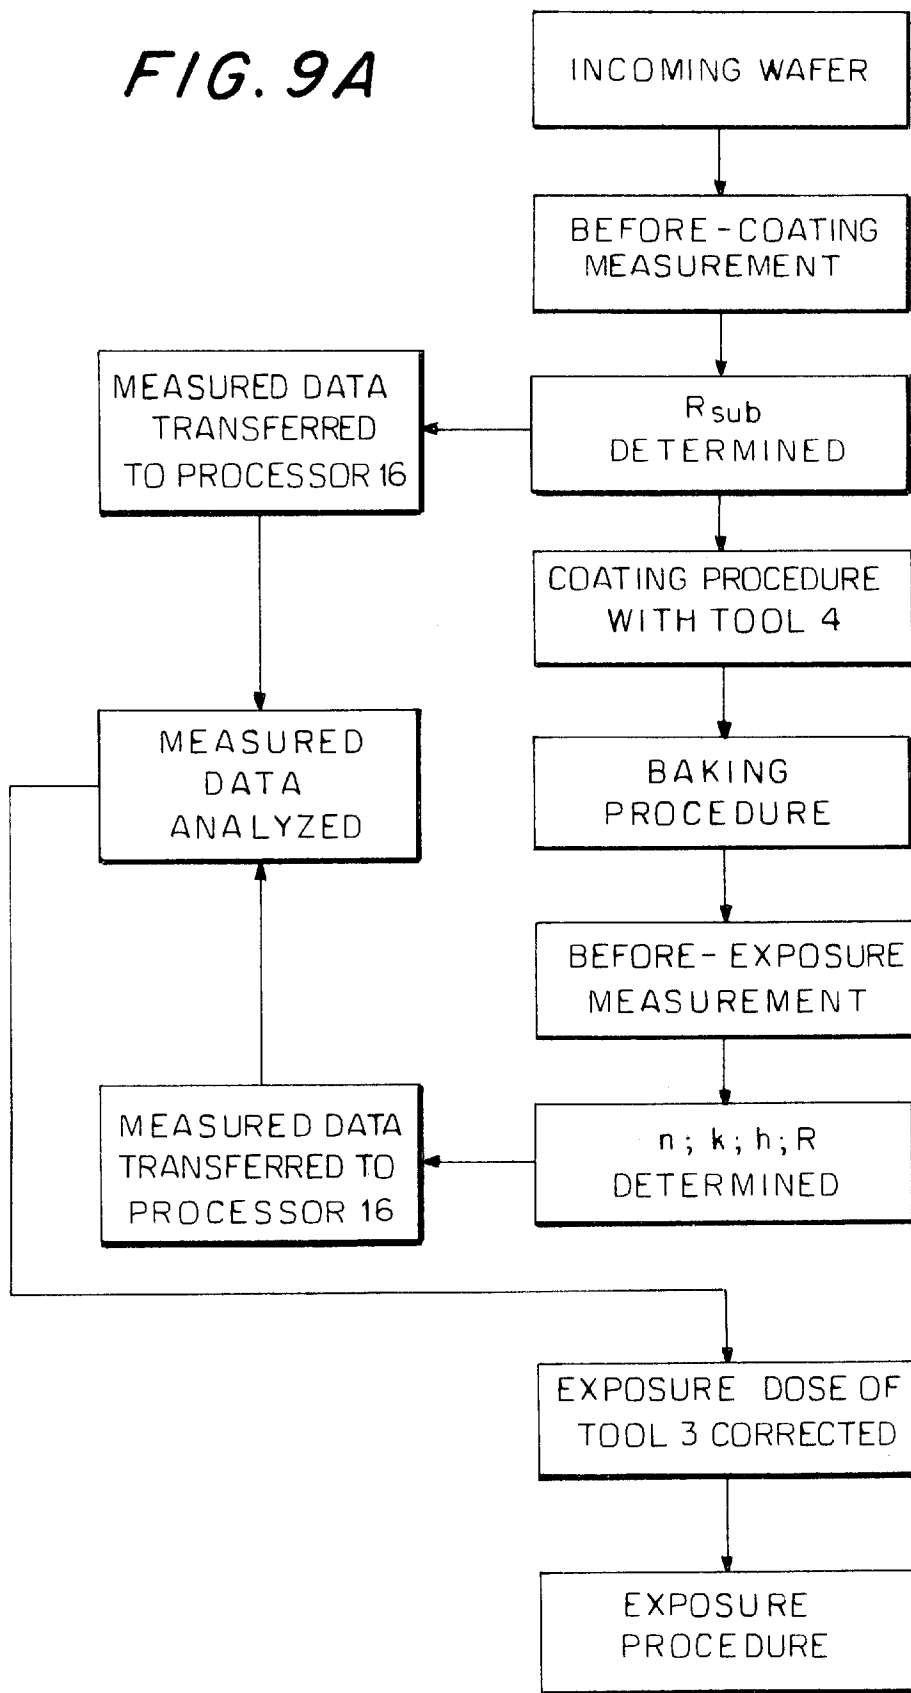 FIG. 9A
INCOMING WAFER
BEFORE-COATING
MEASUREMENT
Rsub
DETERMINED
MEASURED DATA
TRANSFERRED
TO PROCESSOR 16
COATING PROCEDURE
WITH TOOL 4
MEASURED
DATA
ANALYZED
BAKING
PROCEDURE
BEFORE-EXPOSURE
MEASUREMENT
n; k; h; R
DETERMINED
MEASURED DATA
TRANSFERRED TO
PROCESSOR 16
EXPOSURE DOSE OF
TOOL 3 CORRECTED
EXPOSURE
PROCEDURE